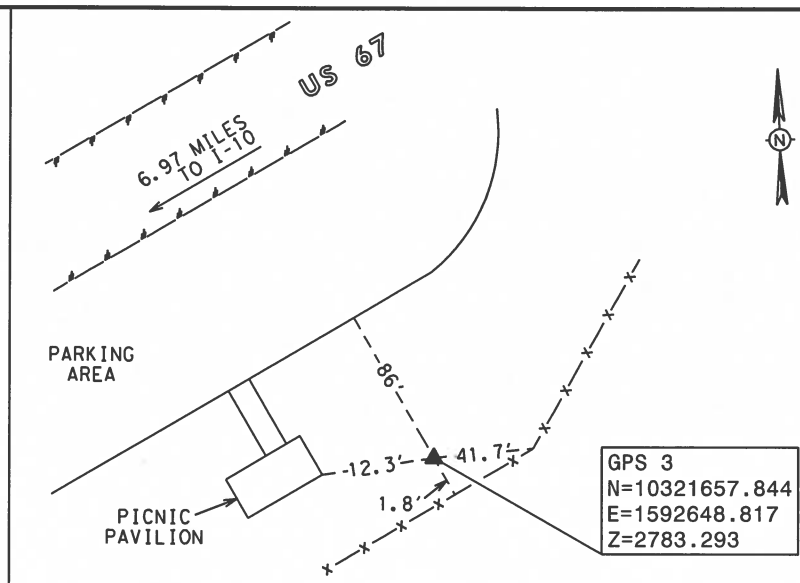 US 67
6.97 MILES
TO I-10
N
PARKING
AREA
86'
12.3'
41.7'
1.8'
PICNIC
PAVILION
GPS 3
N=10321657.844
E=1592648.817
Z=2783.293